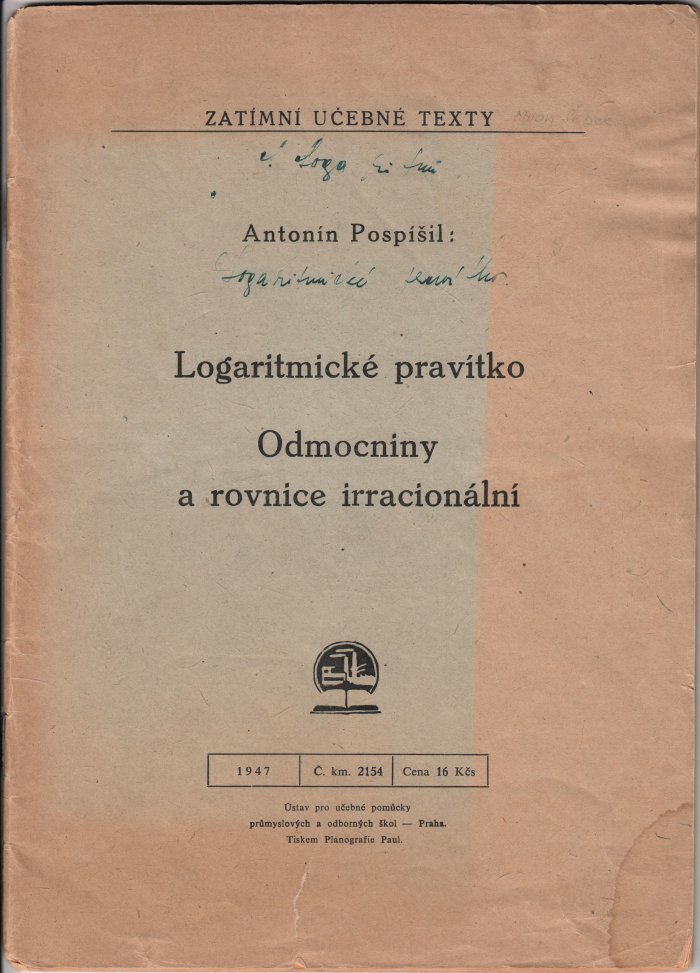 ZATÍMNÍ UČEBNÉ TEXTY
Antonín Pospíšil:
Logaritmické pravítko
Odmocniny
a rovnice irracionální
1947 Č. km. 2154 Cena 16 Kčs
Ústav pro učebné pomůcky
průmyslových a odborných škol — Praha.
Tiskem Planografie Paul.